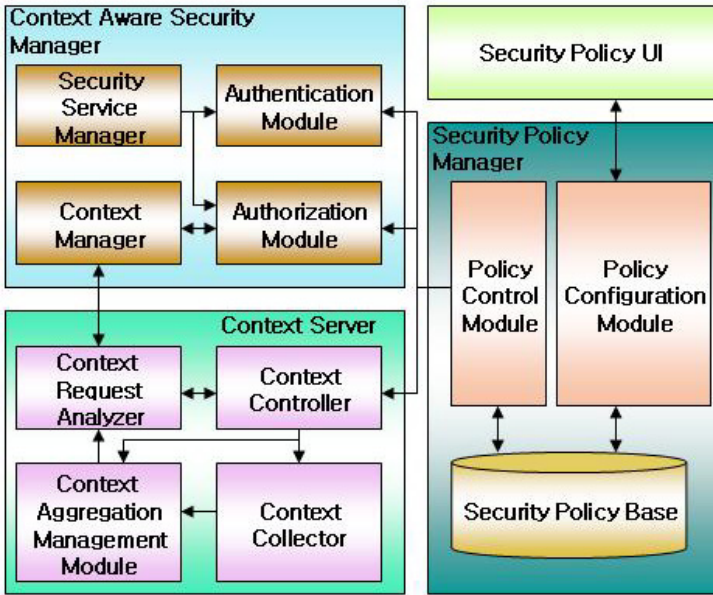 Context Aware Security
Manager
Security
Service
Manager
Authentication
Module
Context
Manager
Authorization
Module
Security Policy UI
Security Policy
Manager
Policy
Control
Module
Policy
Configuration
Module
Security Policy Base
Context Server
Context
Request
Analyzer
Context
Controller
Context
Aggregation
Management
Module
Context
Collector